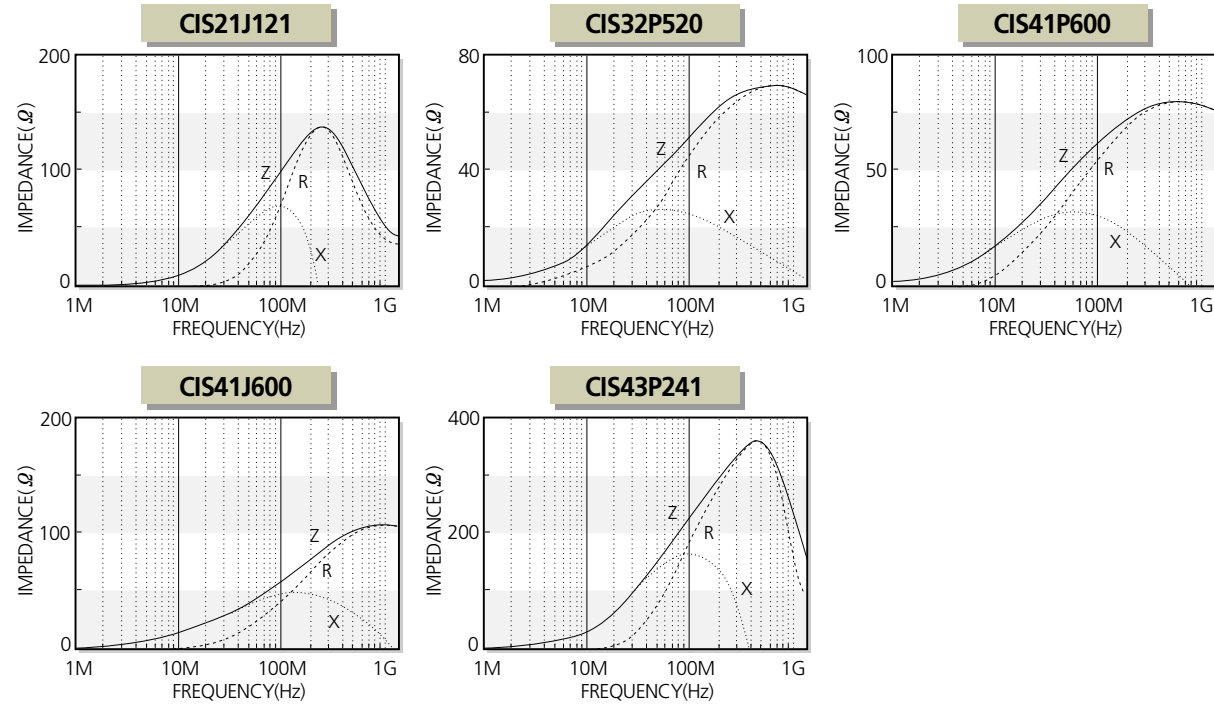 CIS21J121
200
100
0
IMPEDANCE(Ω)
Z
R
X
1M 10M 100M 1G
FREQUENCY(Hz)
CIS32P520
80
40
0
IMPEDANCE(Ω)
Z
R
X
1M 10M 100M 1G
FREQUENCY(Hz)
CIS41P600
100
50
0
IMPEDANCE(Ω)
Z
R
X
1M 10M 100M 1G
FREQUENCY(Hz)
CIS41J600
200
100
0
IMPEDANCE(Ω)
Z
R
X
1M 10M 100M 1G
FREQUENCY(Hz)
CIS43P241
400
200
0
IMPEDANCE(Ω)
Z
R
X
1M 10M 100M 1G
FREQUENCY(Hz)